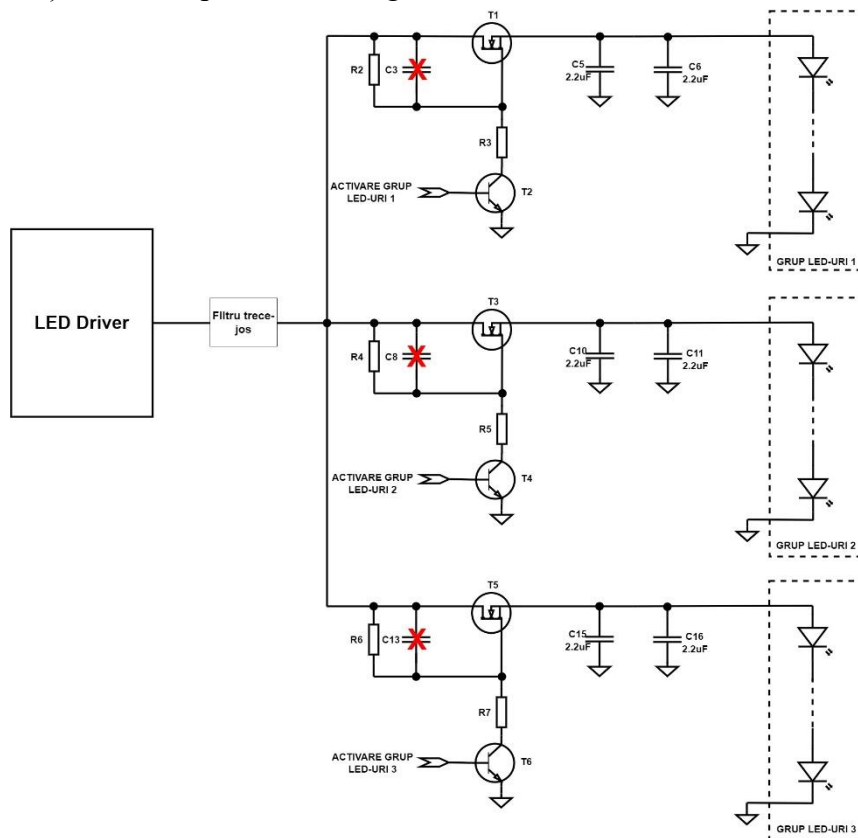 T1
R2
C3
C5
2.2uF
C6
2.2uF
R3
ACTIVARE GRUP
LED-URI 1
T2
GRUP LED-URI 1
LED Driver
Filtru trece-
jos
T3
R4
C8
C10
2.2uF
C11
2.2uF
R5
ACTIVARE GRUP
LED-URI 2
T4
GRUP LED-URI 2
T5
R6
C13
C15
2.2uF
C16
2.2uF
R7
ACTIVARE GRUP
LED-URI 3
T6
GRUP LED-URI 3